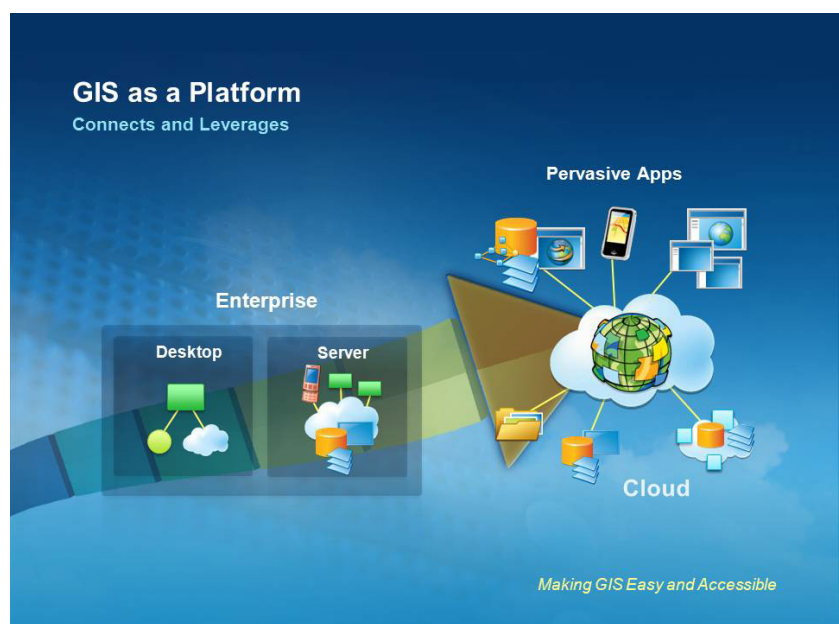 GIS as a Platform
Connects and Leverages
Pervasive Apps
Enterprise
Desktop
Server
Cloud
Making GIS Easy and Accessible